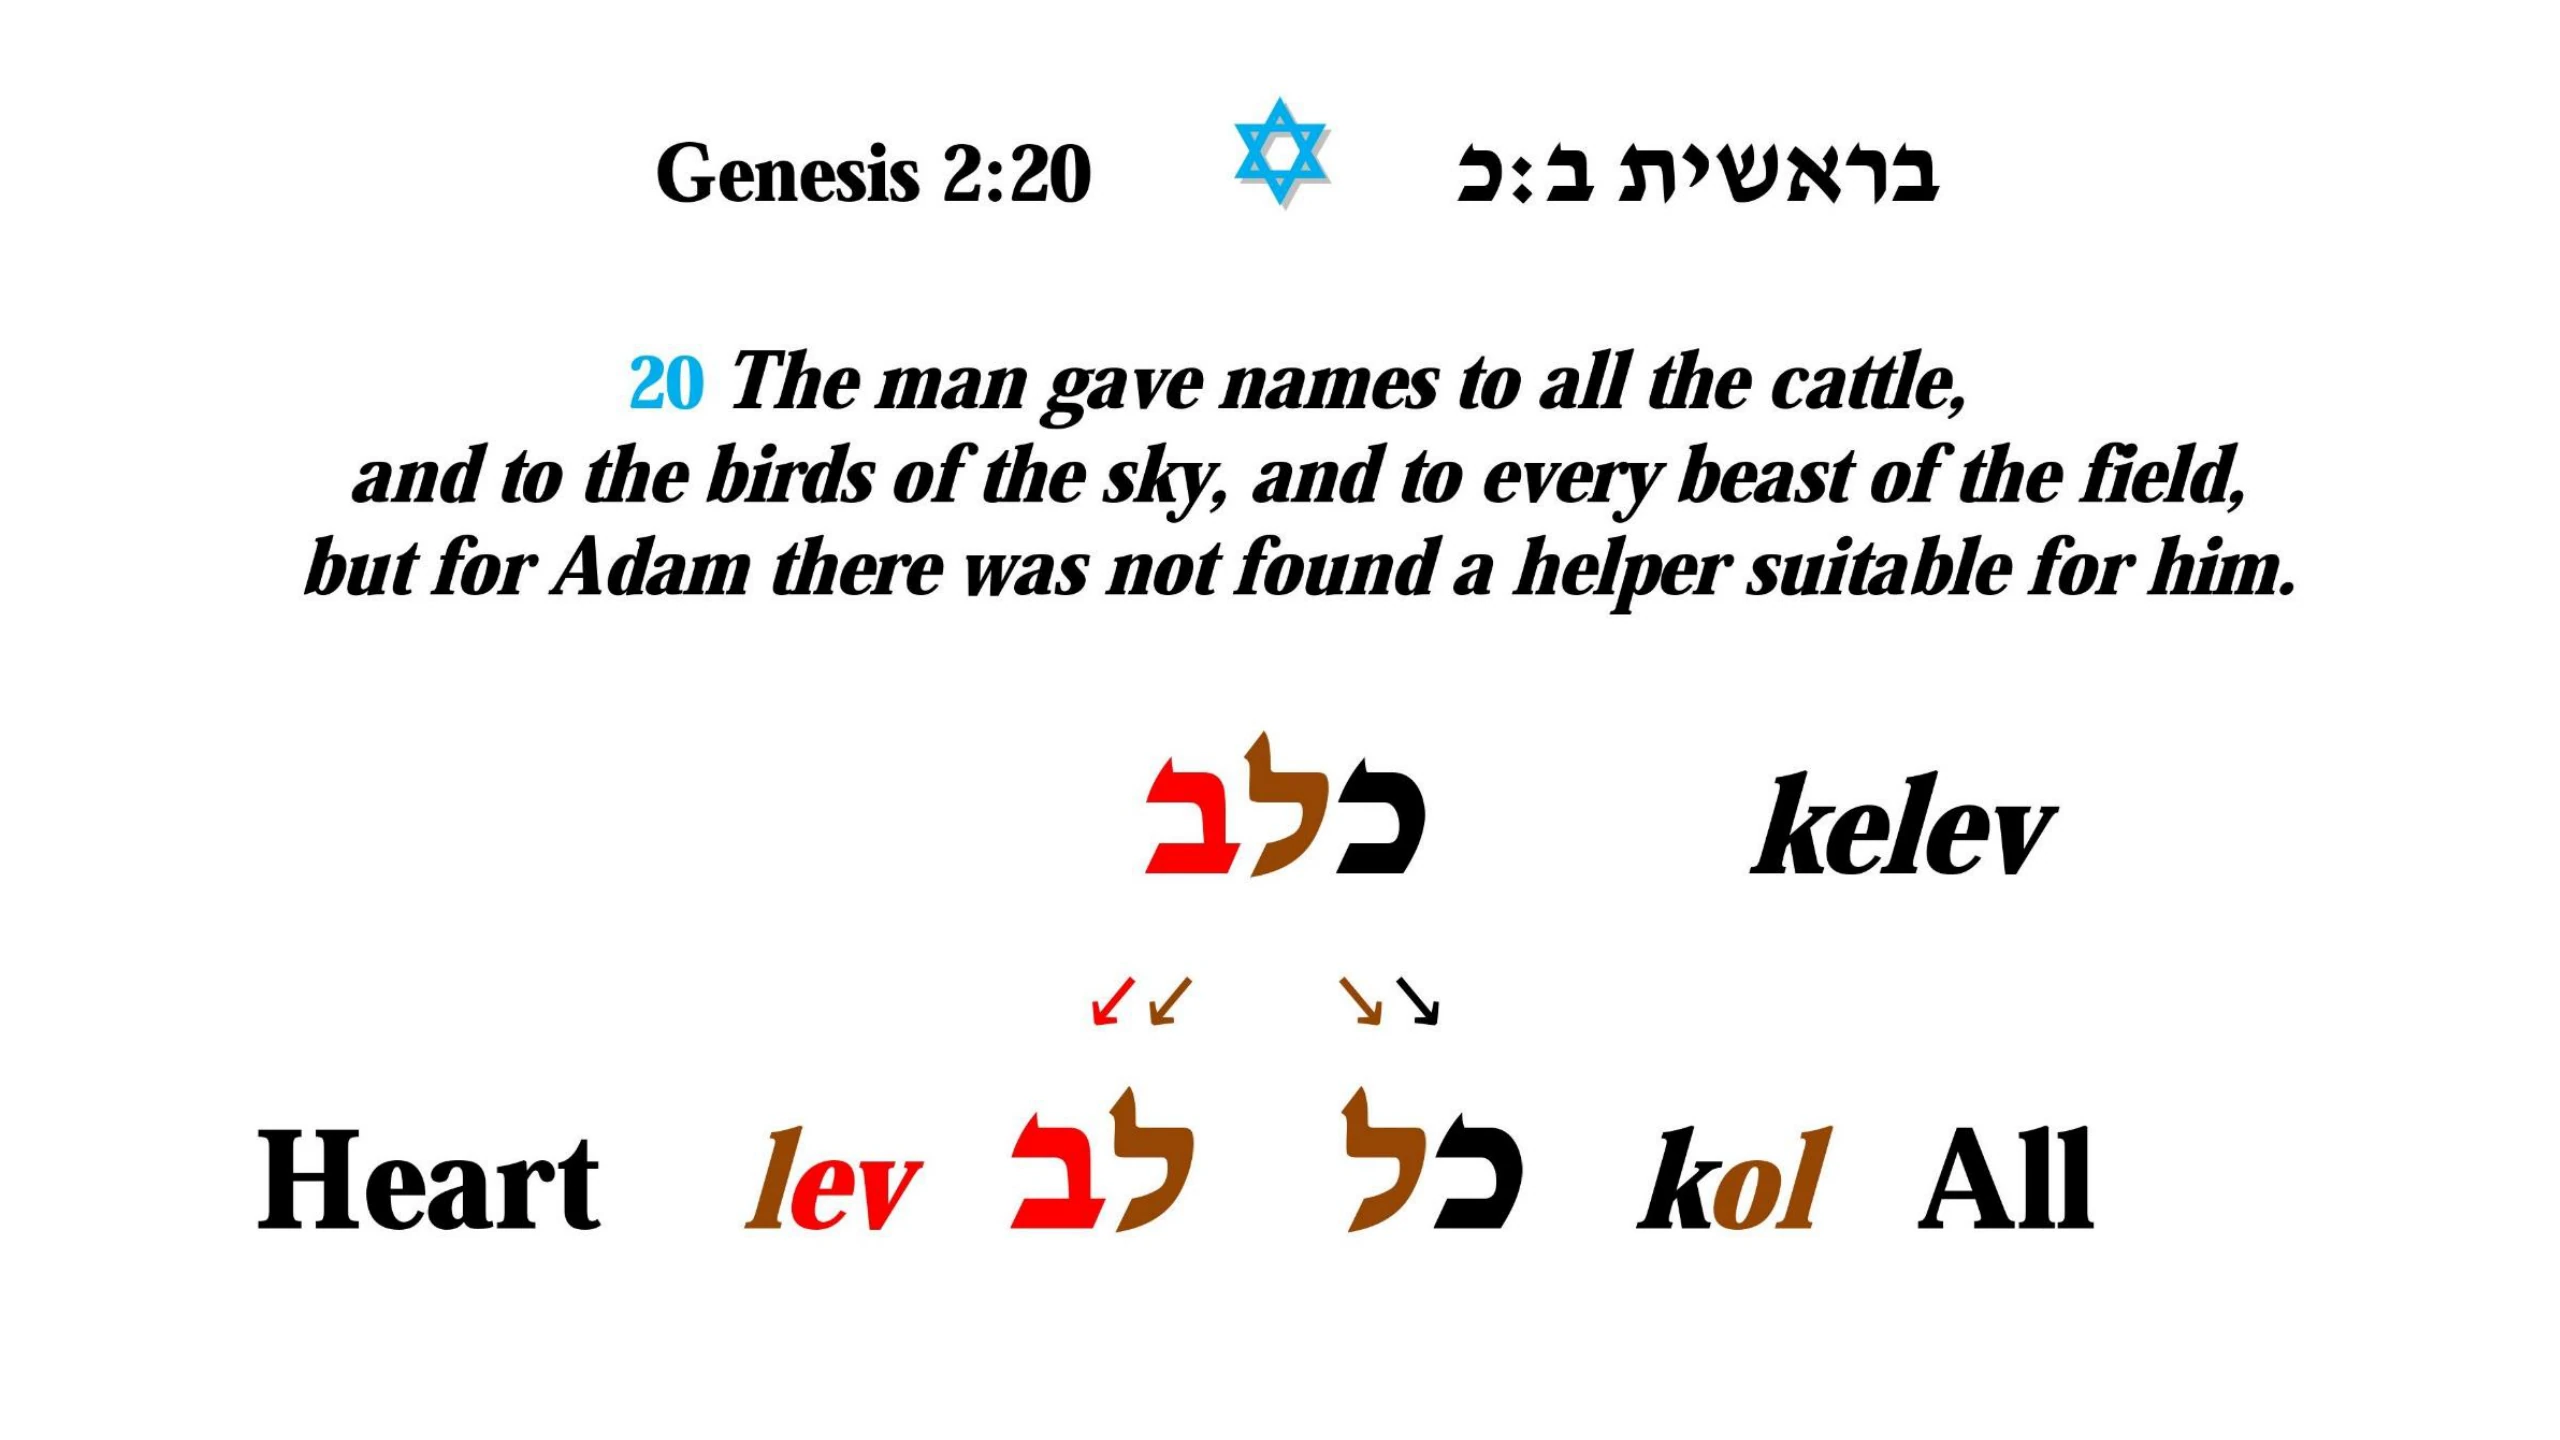 Genesis 2:20 ✡ בראשית ב:כ
20 The man gave names to all the cattle,
and to the birds of the sky, and to every beast of the field,
but for Adam there was not found a helper suitable for him.
כלב kelev
↙↙ ↘↘
Heart lev לב כל kol All